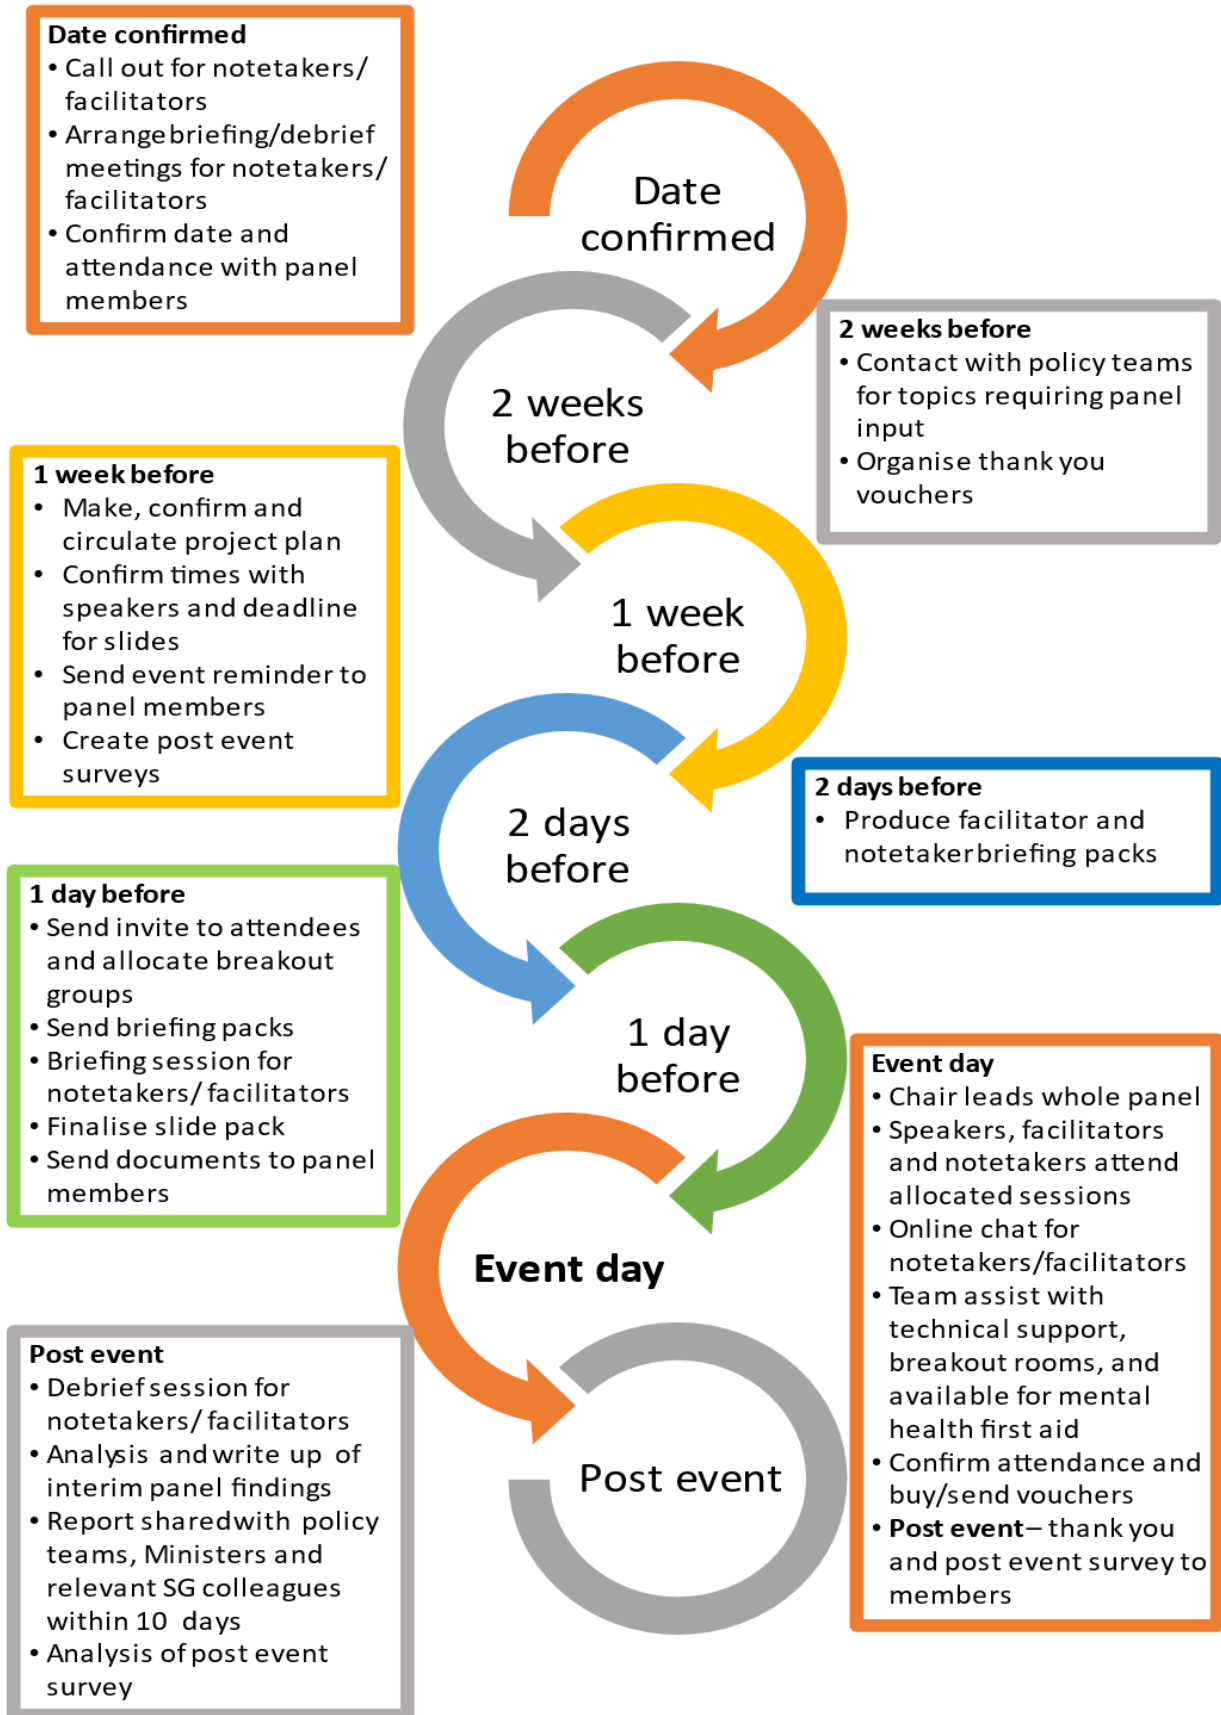 Date confirmed
• Call out for notetakers/
facilitators
• Arrange briefing/debrief
meetings for notetakers/
facilitators
• Confirm date and
attendance with panel
members
Date
confirmed
2 weeks before
• Contact with policy teams
for topics requiring panel
input
• Organise thank you
vouchers
2 weeks
before
1 week before
• Make, confirm and
circulate project plan
• Confirm times with
speakers and deadline
for slides
• Send event reminder to
panel members
• Create post event
surveys
1 week
before
2 days before
• Produce facilitator and
notetaker briefing packs
2 days
before
1 day before
• Send invite to attendees
and allocate breakout
groups
• Send briefing packs
• Briefing session for
notetakers/ facilitators
• Finalise slide pack
• Send documents to panel
members
1 day
before
Event day
• Chair leads whole panel
• Speakers, facilitators
and notetakers attend
allocated sessions
• Online chat for
notetakers/facilitators
• Team assist with
technical support,
breakout rooms, and
available for mental
health first aid
• Confirm attendance and
buy/send vouchers
• Post event – thank you
and post event survey to
members
Event day
Post event
• Debrief session for
notetakers/ facilitators
• Analysis and write up of
interim panel findings
• Report shared with policy
teams, Ministers and
relevant SG colleagues
within 10 days
• Analysis of post event
survey
Post event